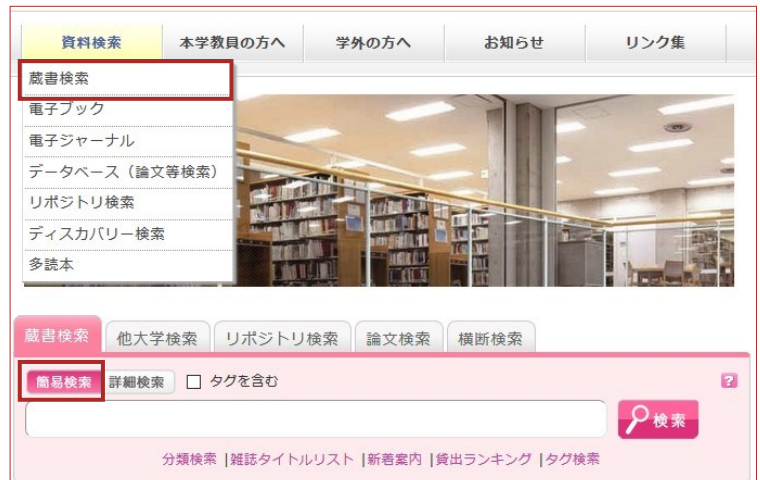 資料検索 本学教員の方へ 学外の方へ お知らせ リンク集
蔵書検索
電子ブック
電子ジャーナル
データベース（論文等検索）
リポジトリ検索
ディスカバリー検索
多読本
蔵書検索 他大学検索 リポジトリ検索 論文検索 横断検索
簡易検索 詳細検索 タグを含む ?
検索
分類検索 |雑誌タイトルリスト |新着案内 |貸出ランキング |タグ検索